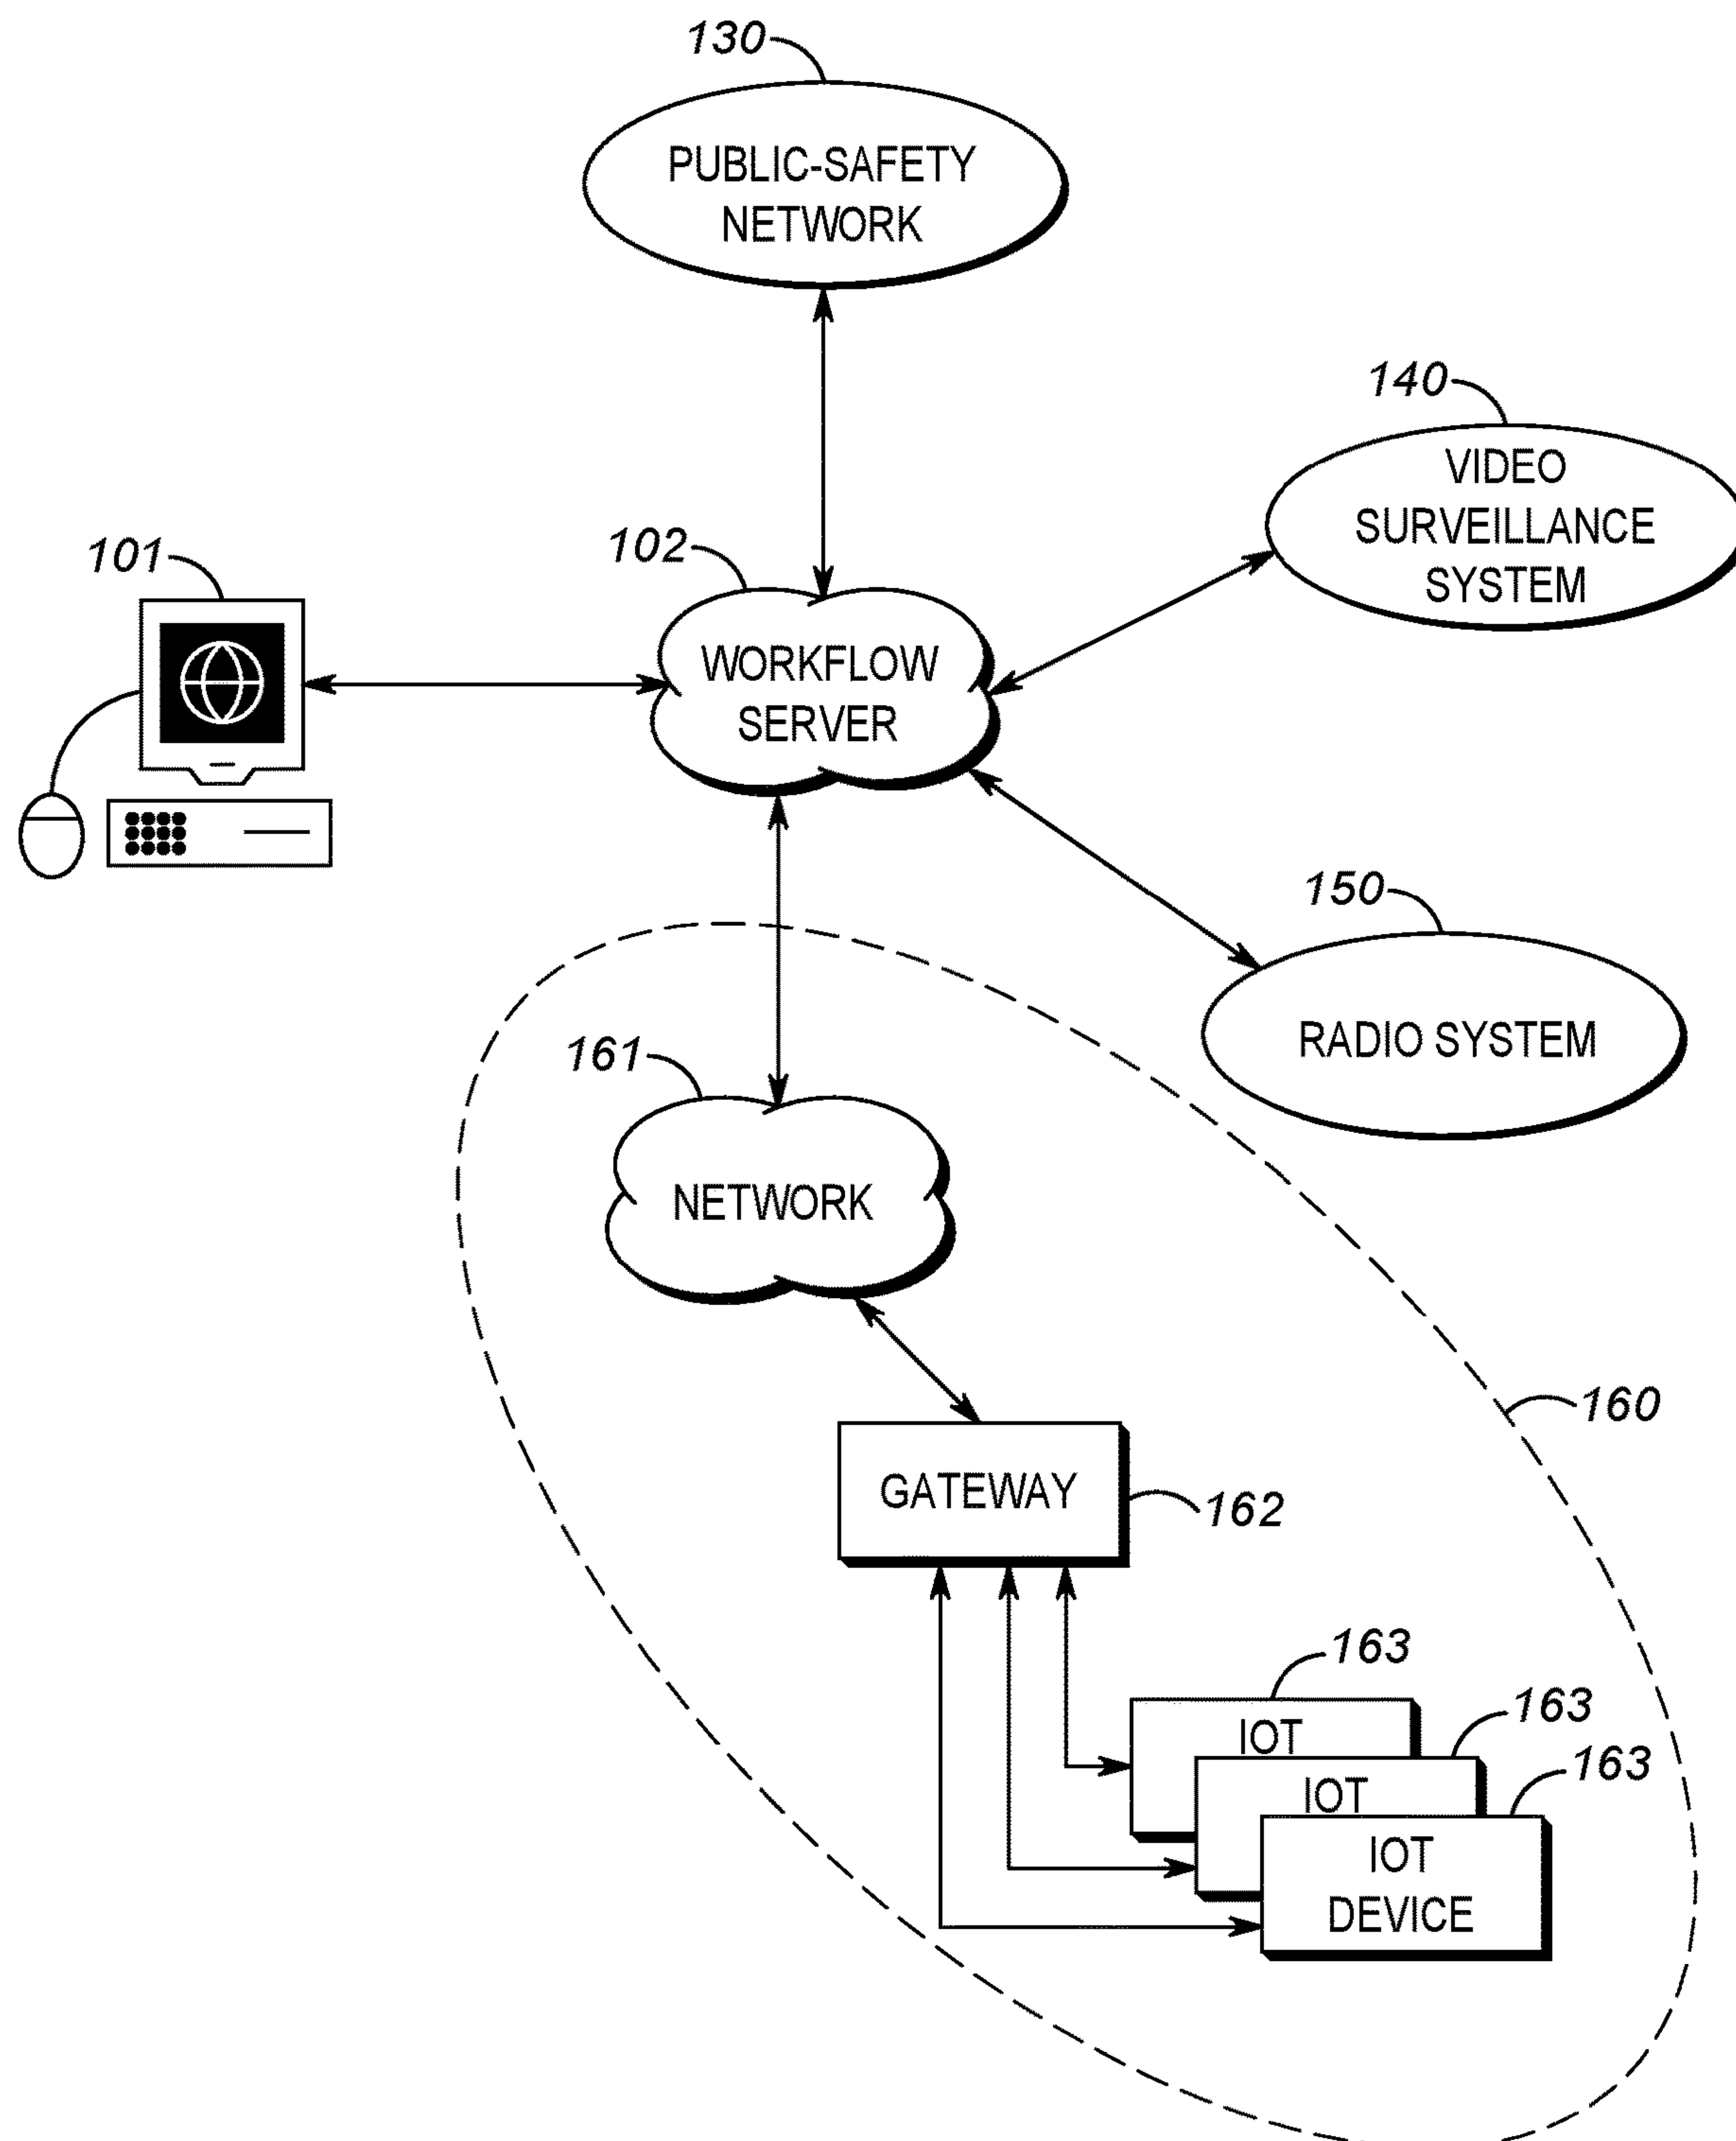 130
PUBLIC-SAFETY
NETWORK
140
VIDEO
SURVEILLANCE
SYSTEM
101
102
WORKFLOW
SERVER
150
RADIO SYSTEM
161
NETWORK
160
GATEWAY
162
163
IOT
163
IOT
163
IOT
DEVICE